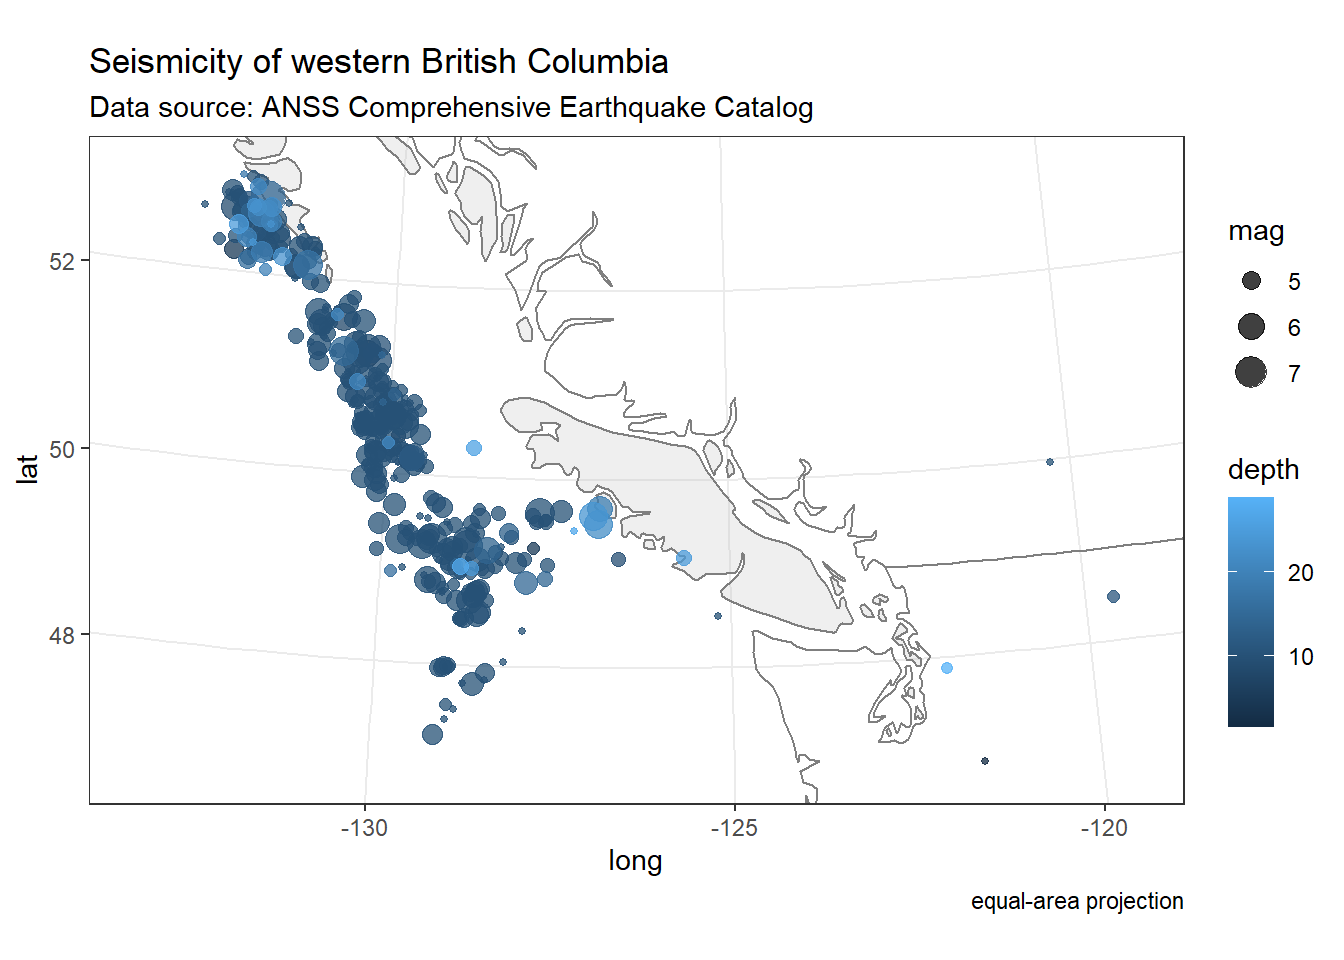 Seismicity of western British Columbia
Data source: ANSS Comprehensive Earthquake Catalog
52
50
48
lat
-130
-125
-120
long
mag
5
6
7
depth
20
10
equal-area projection